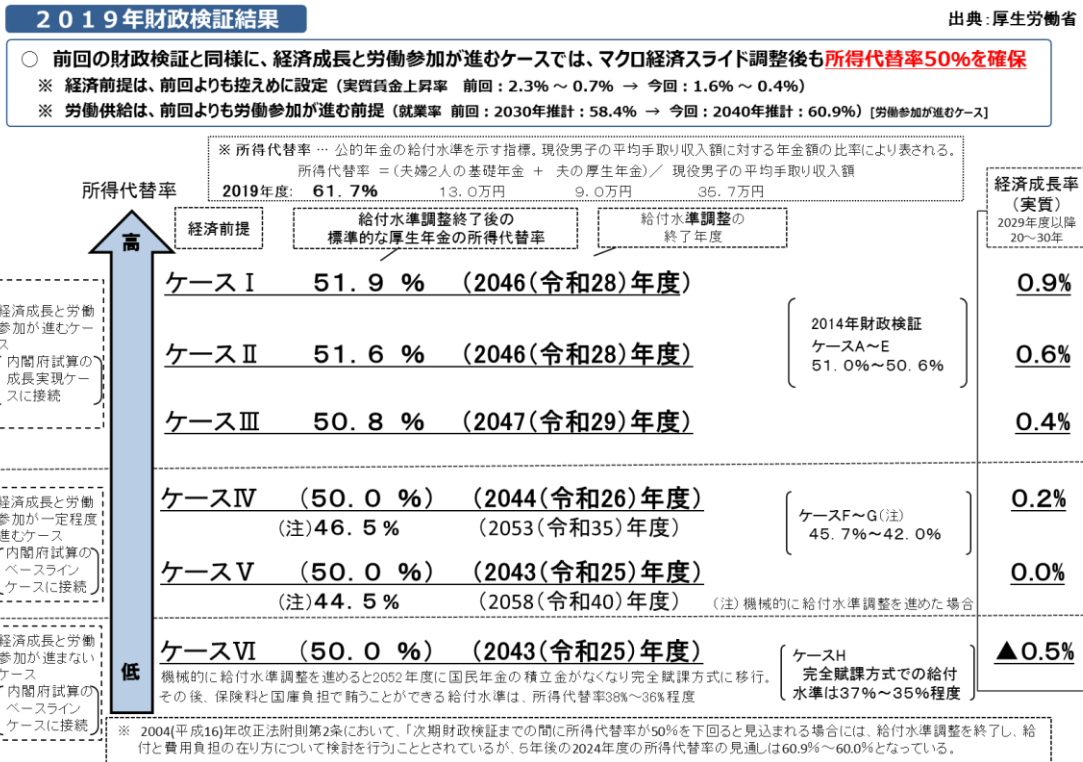 2019年財政検証結果
出典:厚生労働省
○ 前回の財政検証と同様に、経済成長と労働参加が進むケースでは、マクロ経済スライド調整後も所得代替率50%を確保
※ 経済前提は、前回よりも控えめに設定 (実質賃金上昇率 前回:2.3%～0.7% → 今回:1.6%～0.4%)
※ 労働供給は、前回よりも労働参加が進む前提 (就業率 前回:2030年推計:58.4% → 今回:2040年推計:60.9%) [労働参加が進むケース]
※ 所得代替率 … 公的年金の給付水準を示す指標。現役男子の平均手取り収入額に対する年金額の比率により表される。
所得代替率 =(夫婦2人の基礎年金 + 夫の厚生年金)/ 現役男子の平均手取り収入額
2019年度: 61.7% 13.0万円 9.0万円 35.7万円
所得代替率
高
経済前提
給付水準調整終了後の
標準的な厚生年金の所得代替率
給付水準調整の
終了年度
経済成長率
(実質)
2029年度以降
20～30年
経済成長と労働
参加が進むケー
ス
内閣府試算の
成長実現ケー
スに接続
ケースⅠ 51.9 % (2046(令和28)年度)
0.9%
ケースⅡ 51.6 % (2046(令和28)年度)
0.6%
ケースⅢ 50.8 % (2047(令和29)年度)
0.4%
2014年財政検証
ケースA～E
51.0%～50.6%
経済成長と労働
参加が一定程度
進むケース
内閣府試算の
ベースライン
ケースに接続
ケースⅣ (50.0 %) (2044(令和26)年度)
0.2%
(注)46.5% (2053(令和35)年度)
ケースⅤ (50.0 %) (2043(令和25)年度)
0.0%
(注)44.5% (2058(令和40)年度)
(注)機械的に給付水準調整を進めた場合
ケースF～G(注)
45.7%～42.0%
経済成長と労働
参加が進まない
ケース
内閣府試算の
ベースライン
ケースに接続
低
ケースⅥ (50.0 %) (2043(令和25)年度)
▲0.5%
機械的に給付水準調整を進めると2052年度に国民年金の積立金がなくなり完全賦課方式に移行。
その後、保険料と国庫負担で賄うことができる給付水準は、所得代替率38%～36%程度
ケースH
完全賦課方式での給付
水準は37%～35%程度
※ 2004(平成16)年改正法附則第2条において、「次期財政検証までの間に所得代替率が50%を下回ると見込まれる場合には、給付水準調整を終了し、給
付と費用負担の在り方について検討を行う」こととされているが、5年後の2024年度の所得代替率の見通しは60.9%～60.0%となっている。